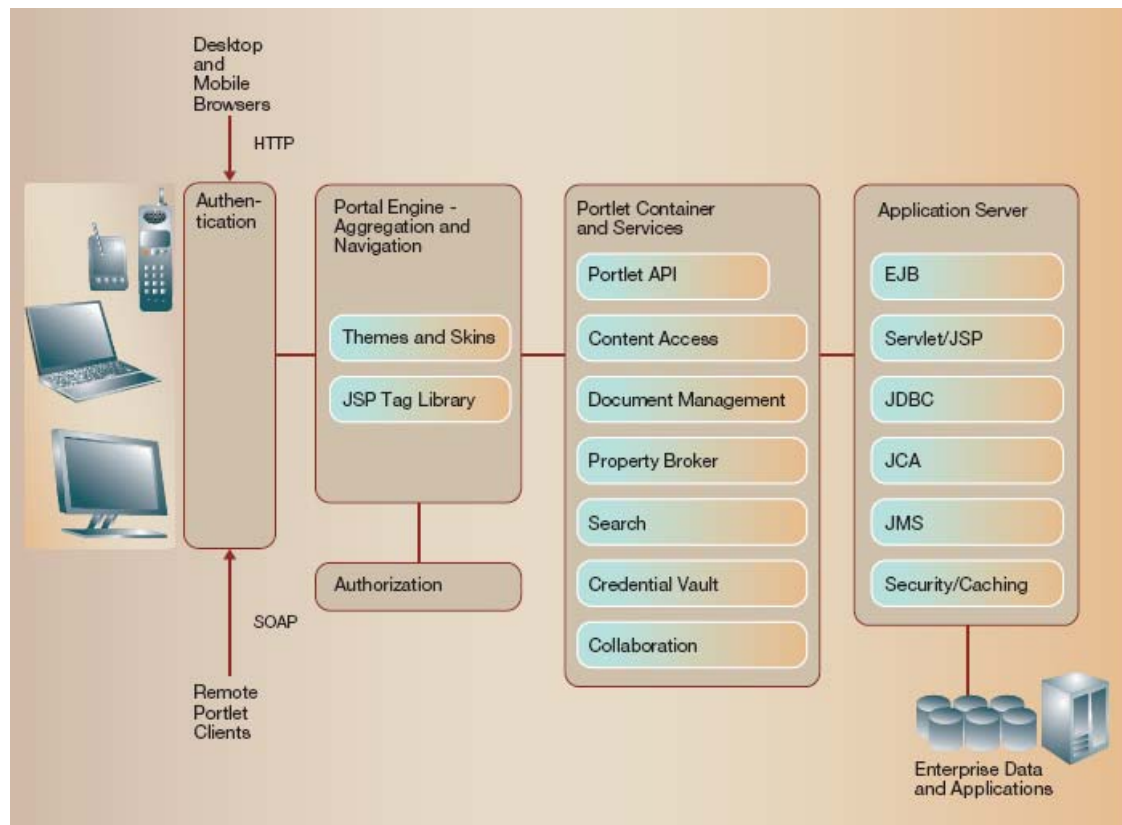 Desktop
and
Mobile
Browsers
HTTP
Authen-
tication
Portal Engine -
Aggregation and
Navigation
Themes and Skins
JSP Tag Library
Authorization
Portlet Container
and Services
Portlet API
Content Access
Document Management
Property Broker
Search
Credential Vault
Collaboration
Application Server
EJB
Servlet/JSP
JDBC
JCA
JMS
Security/Caching
SOAP
Remote
Portlet
Clients
Enterprise Data
and Applications